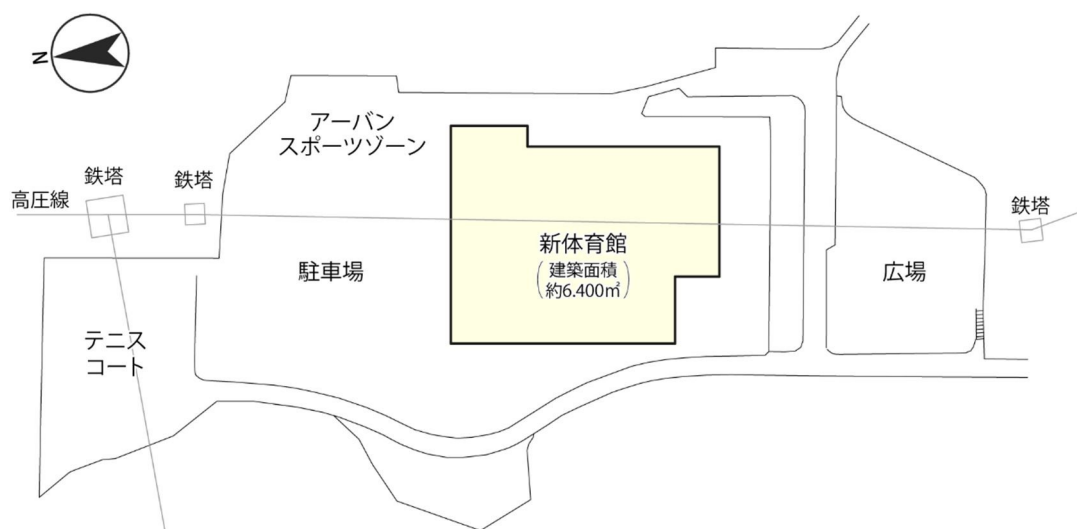 N
アーバン
スポーツゾーン
鉄塔
鉄塔
高圧線
鉄塔
新体育館
(建築面積
約6.400㎡)
駐車場
広場
テニス
コート